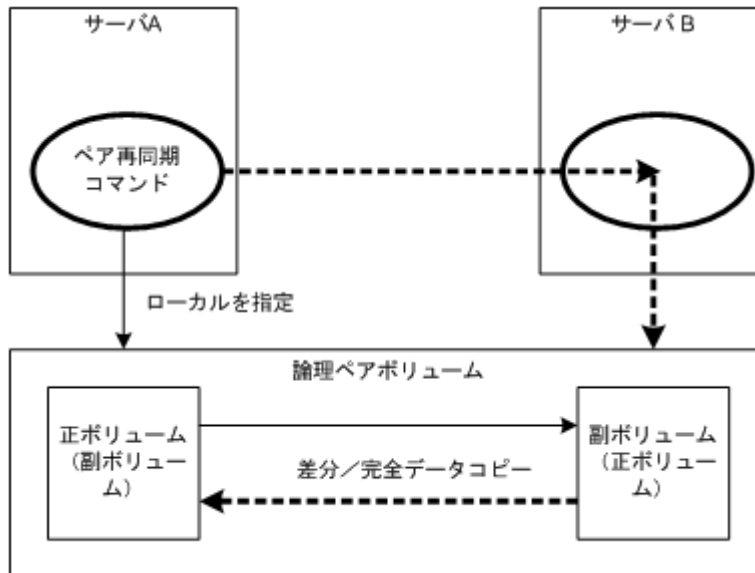 サーバA
サーバ B
ペア再同期
コマンド
ローカルを指定
論理ペアボリューム
正ボリューム
（副ボリュー
ム）
差分／完全データコピー
副ボリューム
（正ボリュー
ム）